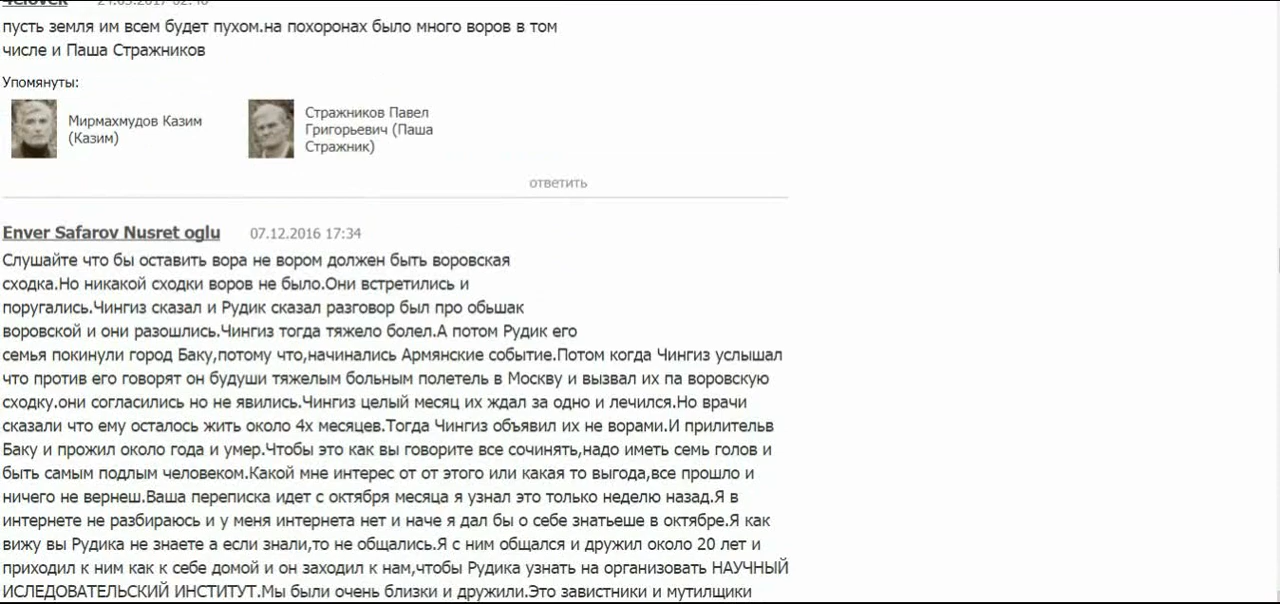 4elovek 24.03.2017 02:40
пусть земля им всем будет пухом.на похоронах было много воров в том
числе и Паша Стражников
Упомянуты:
Мирмахмудов Казим
(Казим)
Стражников Павел
Григорьевич (Паша
Стражник)
ответить
Enver Safarov Nusret oglu 07.12.2016 17:34
Слушайте что бы оставить вора не вором должен быть воровская
сходка.Но никакой сходки воров не было.Они встретились и
поругались.Чингиз сказал и Рудик сказал разговор был про обьшак
воровской и они разошлись.Чингиз тогда тяжело болел.А потом Рудик его
семья покинули город Баку,потому что,начинались Армянские событие.Потом когда Чингиз услышал
что против его говорят он будуши тяжелым больным полетель в Москву и вызвал их па воровскую
сходку.они согласились но не явились.Чингиз целый месяц их ждал за одно и лечился.Но врачи
сказали что ему осталось жить около 4х месяцев.Тогда Чингиз объявил их не ворами.И прилительв
Баку и прожил около года и умер.Чтобы это как вы говорите все сочинять,надо иметь семь голов и
быть самым подлым человеком.Какой мне интерес от от этого или какая то выгода,все прошло и
ничего не вернеш.Ваша переписка идет с октября месяца я узнал это только неделю назад.Я в
интернете не разбираюсь и у меня интернета нет и наче я дал бы о себе знатьеше в октябре.Я как
вижу вы Рудика не знаете а если знали,то не общались.Я с ним общался и дружил около 20 лет и
приходил к ним как к себе домой и он заходил к нам,чтобы Рудика узнать на организовать НАУЧНЫЙ
ИСЛЕДОВАТЕЛЬСКИЙ ИНСТИТУТ.Мы были очень близки и дружили.Это завистники и мутилщики